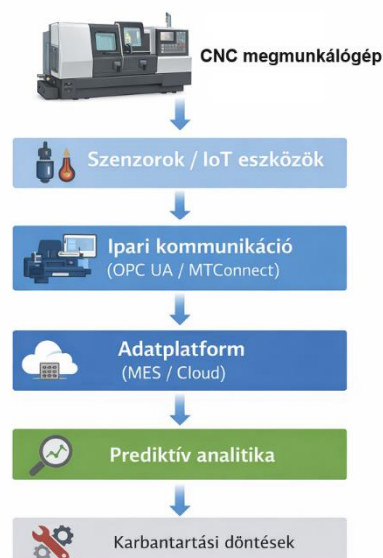 CNC megmunkálógép
Szenzorok / IoT eszközök
Ipari kommunikáció
(OPC UA / MTConnect)
Adatplatform
(MES / Cloud)
Prediktív analitika
Karbantartási döntések